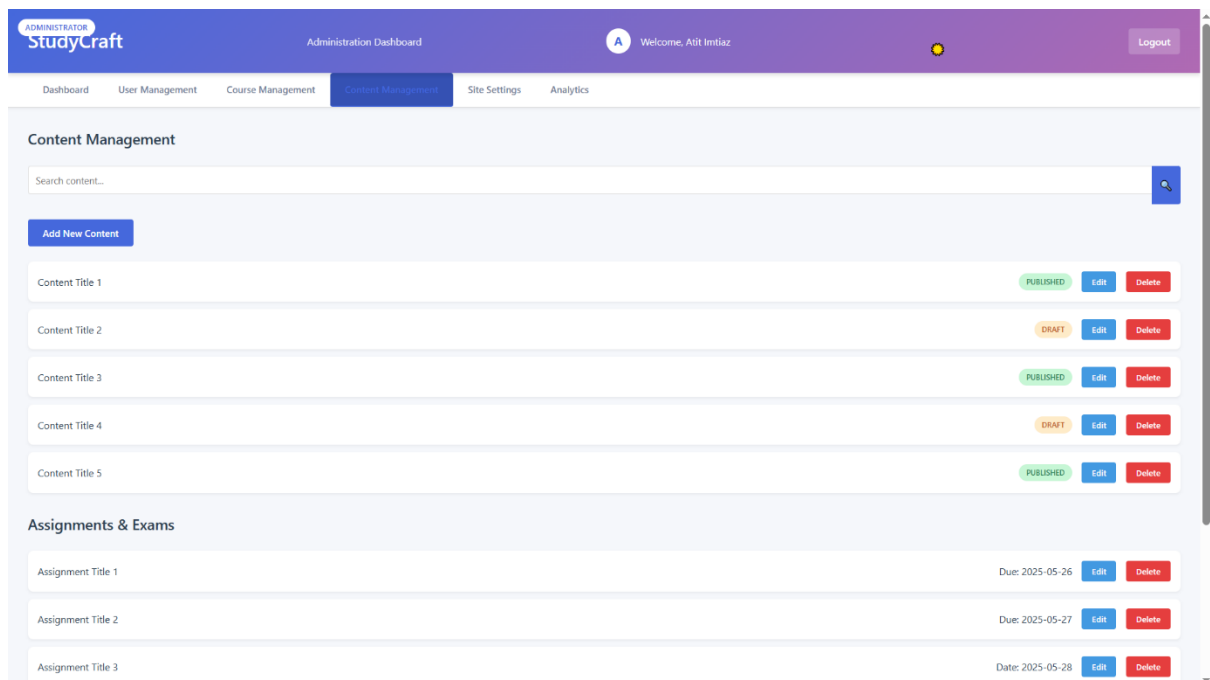 ADMINISTRATOR
StudyCraft
Administration Dashboard
A Welcome, Atit Imtiaz
Logout
Dashboard User Management Course Management Content Management Site Settings Analytics
Content Management
Search content...
Add New Content
Content Title 1 PUBLISHED Edit Delete
Content Title 2 DRAFT Edit Delete
Content Title 3 PUBLISHED Edit Delete
Content Title 4 DRAFT Edit Delete
Content Title 5 PUBLISHED Edit Delete
Assignments & Exams
Assignment Title 1 Due: 2025-05-26 Edit Delete
Assignment Title 2 Due: 2025-05-27 Edit Delete
Assignment Title 3 Date: 2025-05-28 Edit Delete